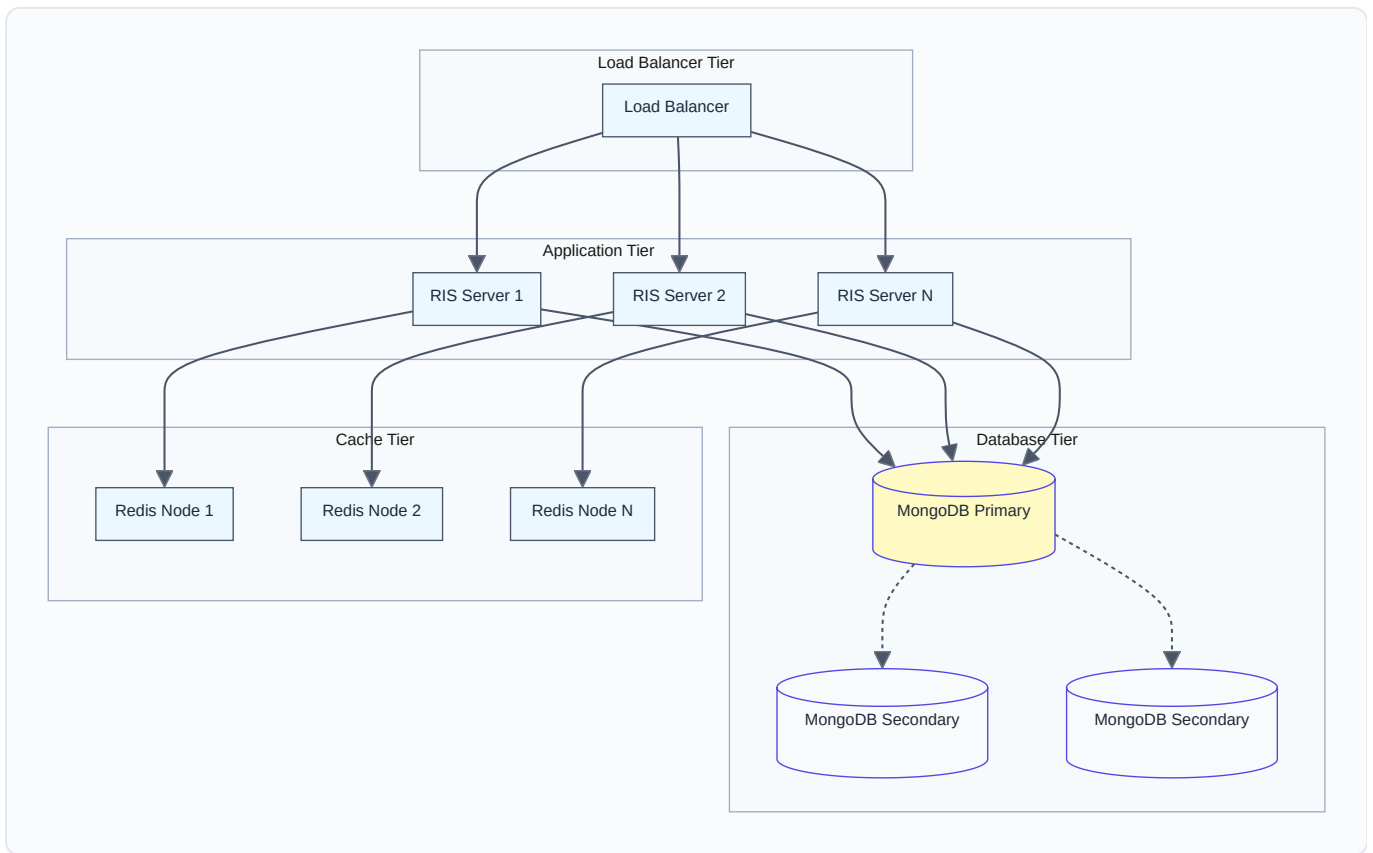 Load Balancer Tier
Load Balancer
Application Tier
RIS Server 1
RIS Server 2
RIS Server N
Cache Tier
Redis Node 1
Redis Node 2
Redis Node N
Database Tier
MongoDB Primary
MongoDB Secondary
MongoDB Secondary